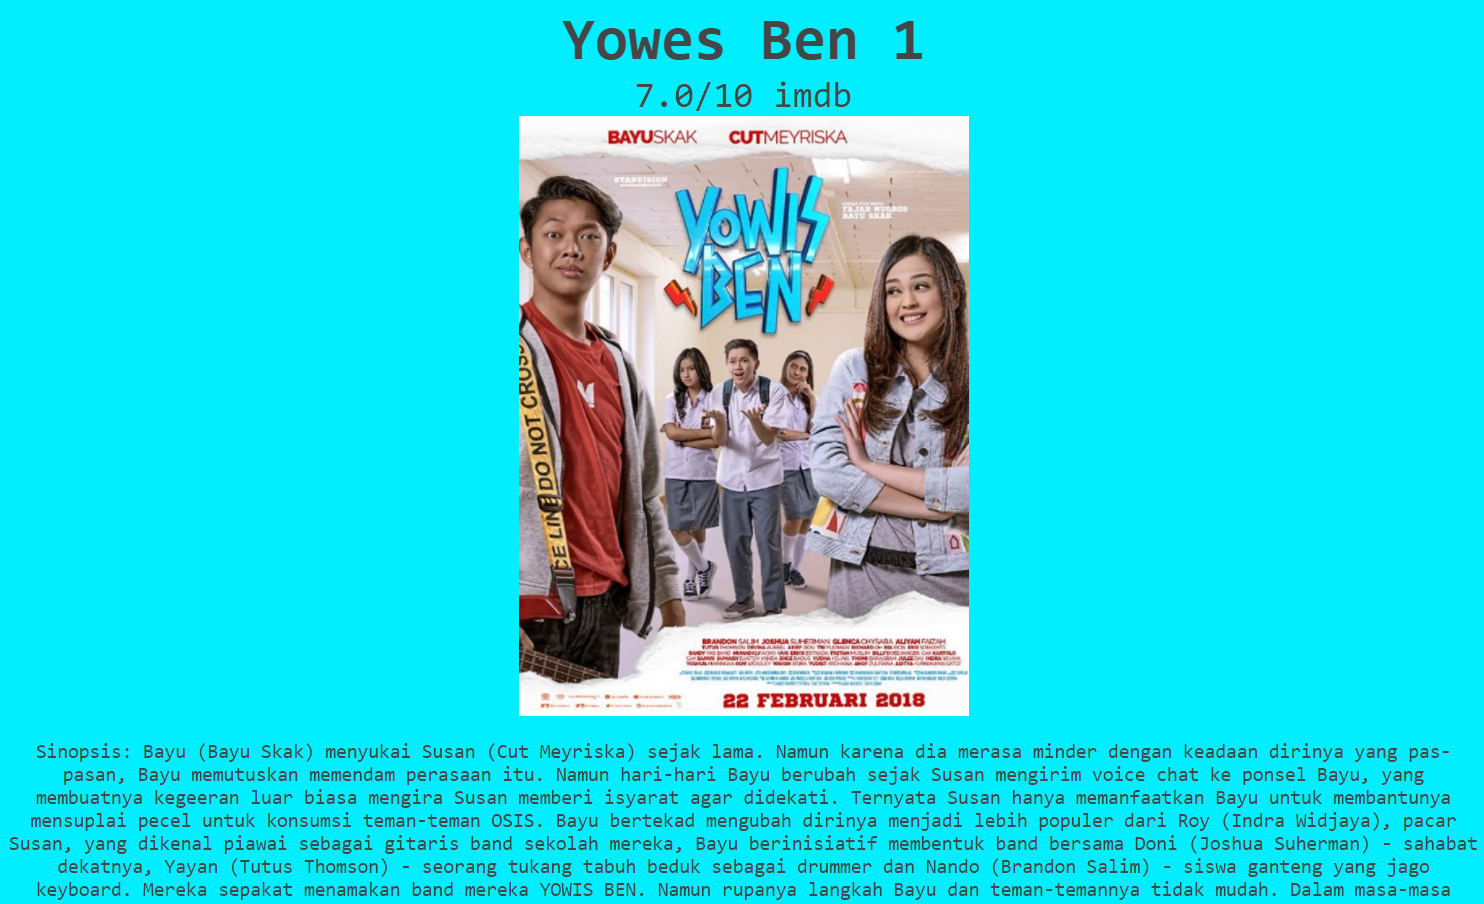 Yowes Ben 1
7.0/10 imdb
BAYUSKAK CUTMEYRISKA
STARVISION
FAJAR NUGROS
BAYU SKAK
YOWIS
BEN
LINE DO NOT CROSS
BRANDON SALIM JOSHUA SUHERMAN GLENCA CHYSARA ALIYAH FAIZAH
22 FEBRUARI 2018
Sinopsis: Bayu (Bayu Skak) menyukai Susan (Cut Meyriska) sejak lama. Namun karena dia merasa minder dengan keadaan dirinya yang pas-
pasan, Bayu memutuskan memendam perasaan itu. Namun hari-hari Bayu berubah sejak Susan mengirim voice chat ke ponsel Bayu, yang
membuatnya kegeeran luar biasa mengira Susan memberi isyarat agar didekati. Ternyata Susan hanya memanfaatkan Bayu untuk membantunya
mensuplai pecel untuk konsumsi teman-teman OSIS. Bayu bertekad mengubah dirinya menjadi lebih populer dari Roy (Indra Widjaya), pacar
Susan, yang dikenal piawai sebagai gitaris band sekolah mereka, Bayu berinisiatif membentuk band bersama Doni (Joshua Suherman) - sahabat
dekatnya, Yayan (Tutus Thomson) - seorang tukang tabuh beduk sebagai drummer dan Nando (Brandon Salim) - siswa ganteng yang jago
keyboard. Mereka sepakat menamakan band mereka YOWIS BEN. Namun rupanya langkah Bayu dan teman-temannya tidak mudah. Dalam masa-masa